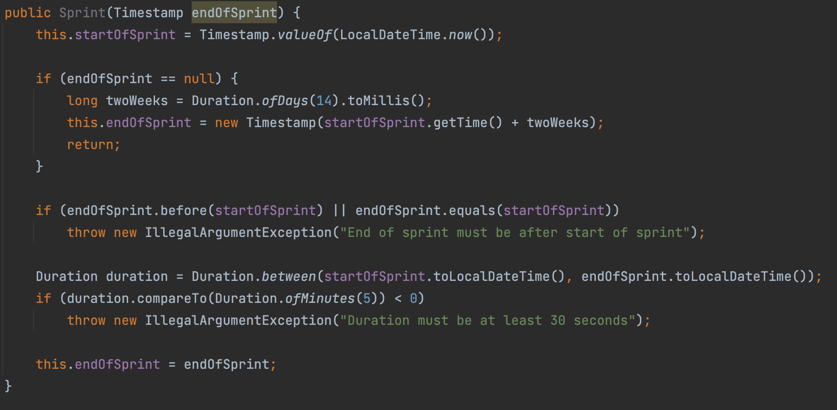 public Sprint(Timestamp endOfSprint) {
this.startOfSprint = Timestamp.valueOf(LocalDateTime.now());
if (endOfSprint == null) {
long twoWeeks = Duration.ofDays(14).toMillis();
this.endOfSprint = new Timestamp(startOfSprint.getTime() + twoWeeks);
return;
}
if (endOfSprint.before(startOfSprint) || endOfSprint.equals(startOfSprint))
throw new IllegalArgumentException("End of sprint must be after start of sprint");
Duration duration = Duration.between(startOfSprint.toLocalDateTime(), endOfSprint.toLocalDateTime());
if (duration.compareTo(Duration.ofMinutes(5)) < 0)
throw new IllegalArgumentException("Duration must be at least 30 seconds");
this.endOfSprint = endOfSprint;
}